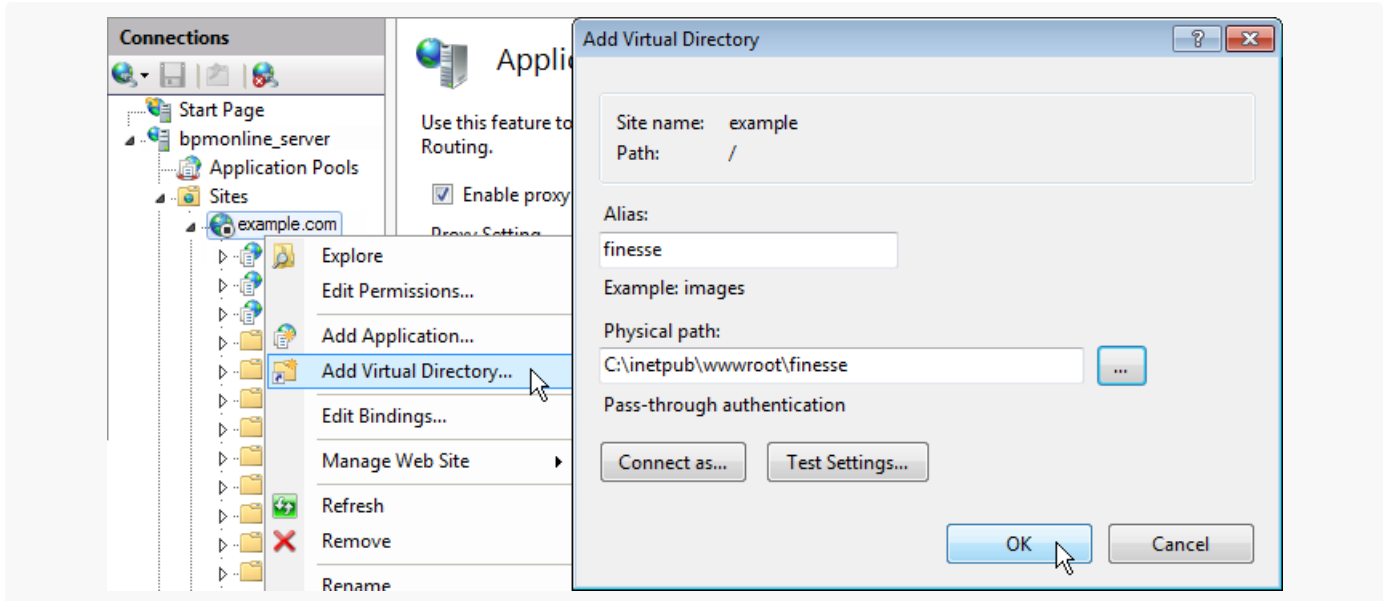 Connections
Start Page
bpmonline_server
Application Pools
Sites
example.com
Explore
Edit Permissions...
Add Application...
Add Virtual Directory...
Edit Bindings...
Manage Web Site
Refresh
Remove
Rename
Applic
Use this feature to
Routing.
Enable proxy
Proxy Setting
Add Virtual Directory
?
Site name: example
Path: /
Alias:
finesse
Example: images
Physical path:
C:\inetpub\wwwroot\finesse
...
Pass-through authentication
Connect as...
Test Settings...
OK
Cancel